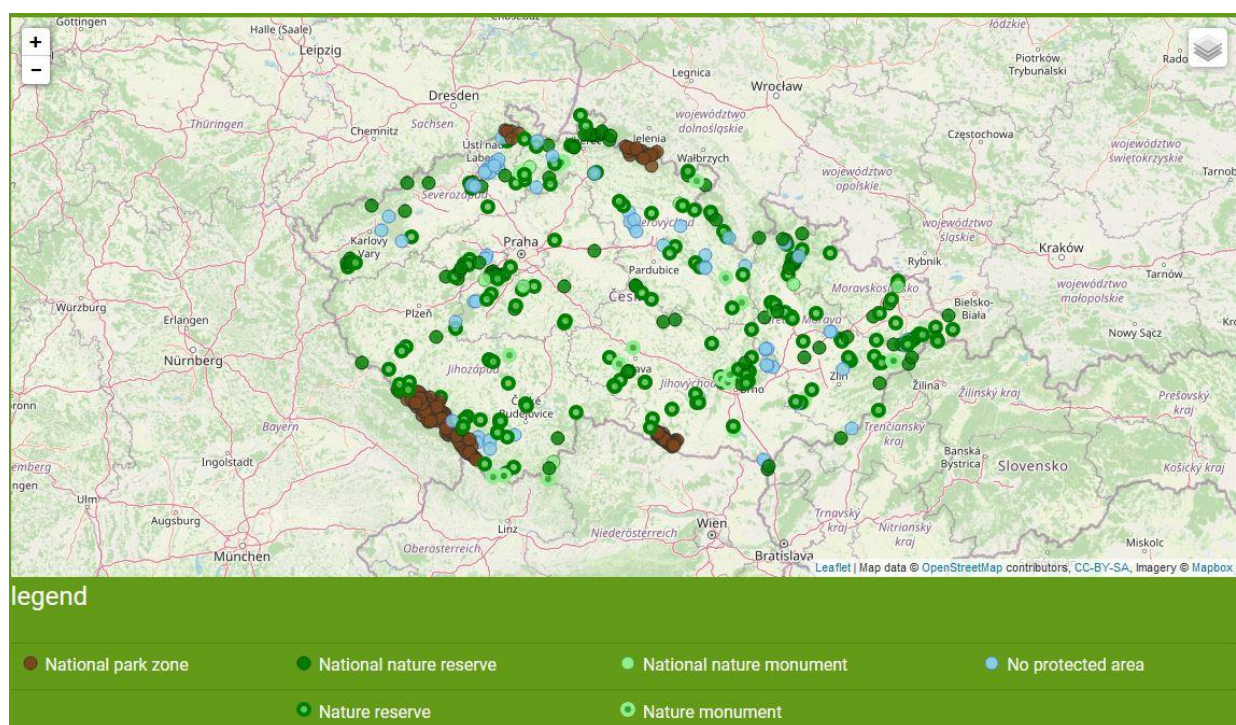 Göttingen
Halle (Saale)
Leipzig
łódzkie
Piotrków
Trybunalski
Legnica
Wrocław
Dresden
województwo
dolnośląskie
Thüringen
Chemnitz
Sachsen
Ústí nad
Jelenia
Wałbrzych
Częstochowa
województwo
świętokrzyskie
województwo
opolskie
Severozápad
województwo
śląskie
Kraków
Karlovy
Vary
Praha
Rybnik
Tarnów
Pardubice
Moravskoslezsko
województwo
małopolskie
Würzburg
Erlangen
Plzeň
Bielsko-
Biała
Nowy Sącz
Nürnberg
Jihozápad
Jihovýchod
Brno
Zlín
Žilina
Žilinský kraj
Prešovský
kraj
České
Budějovice
Bayern
Trenčiansky
kraj
Ingolstadt
Banská
Bystrica
Slovensko
Košický kraj
Ulm
Augsburg
Linz
Niederösterreich
Wien
Trnavský
kraj
Nitriansky
kraj
München
Oberösterreich
Bratislava
Miskolc
Leaflet | Map data © OpenStreetMap contributors, CC-BY-SA, Imagery © Mapbox
legend
National park zone
National nature reserve
National nature monument
No protected area
Nature reserve
Nature monument